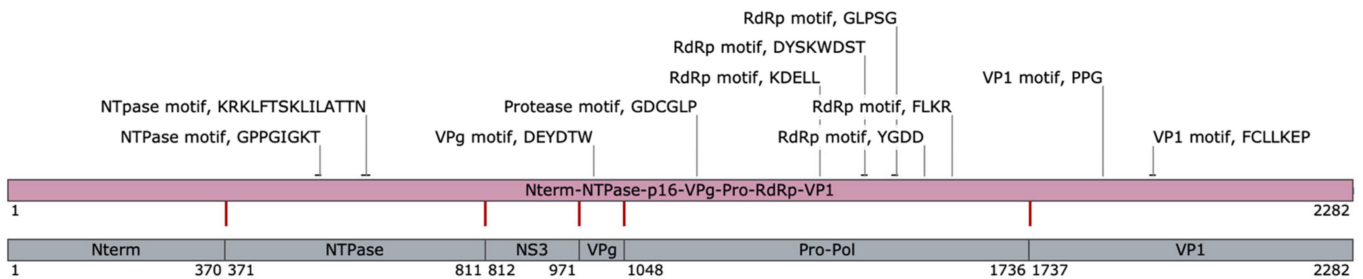 RdRp motif, GLPSG
RdRp motif, DYSKWDST
RdRp motif, KDELL
VP1 motif, PPG
NTpase motif, KRKLFTSKLILATTN
Protease motif, GDCGLP
RdRp motif, FLKR
NTPase motif, GPPGIGKT
VPg motif, DEYDTW
RdRp motif, YGDD
VP1 motif, FCLLKEP
Nterm-NTPase-p16-VPg-Pro-RdRp-VP1
1 2282
Nterm NTPase NS3 VPg Pro-Pol VP1
1 370 371 811 812 971 1048 1736 1737 2282